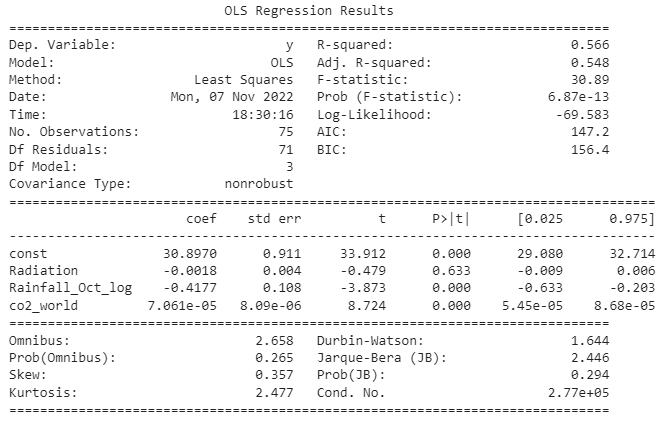 OLS Regression Results
==============================================================================
Dep. Variable:                      y   R-squared:                       0.566
Model:                            OLS   Adj. R-squared:                  0.548
Method:                 Least Squares   F-statistic:                     30.89
Date:                Mon, 07 Nov 2022   Prob (F-statistic):           6.87e-13
Time:                        18:30:16   Log-Likelihood:                -69.583
No. Observations:                  75   AIC:                             147.2
Df Residuals:                      71   BIC:                             156.4
Df Model:                           3
Covariance Type:            nonrobust
====================================================================================
                       coef    std err          t      P>|t|      [0.025      0.975]
------------------------------------------------------------------------------------
const               30.8970      0.911     33.912      0.000      29.080      32.714
Radiation           -0.0018      0.004     -0.479      0.633      -0.009       0.006
Rainfall_Oct_log    -0.4177      0.108     -3.873      0.000      -0.633      -0.203
co2_world         7.061e-05   8.09e-06      8.724      0.000    5.45e-05    8.68e-05
==============================================================================
Omnibus:                        2.658   Durbin-Watson:                   1.644
Prob(Omnibus):                  0.265   Jarque-Bera (JB):                2.446
Skew:                           0.357   Prob(JB):                        0.294
Kurtosis:                       2.477   Cond. No.                     2.77e+05
==============================================================================